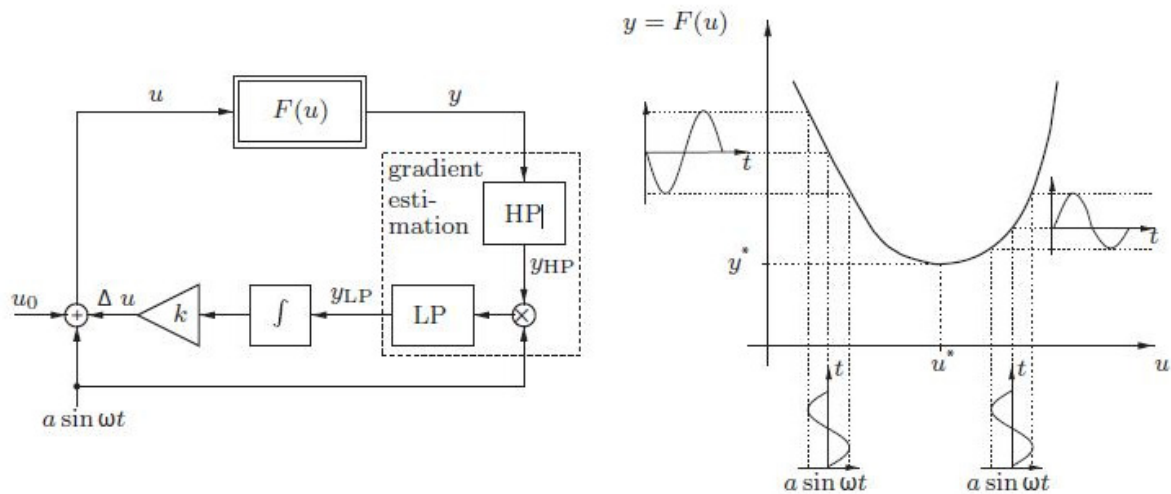 u
F(u)
y
gradient
esti-
mation
HP
y_HP
u_0
Δ u
k
∫
y_LP
LP
+
×
a sin ωt
y = F(u)
t
t
y*
u*
u
t
t
a sin ωt
a sin ωt